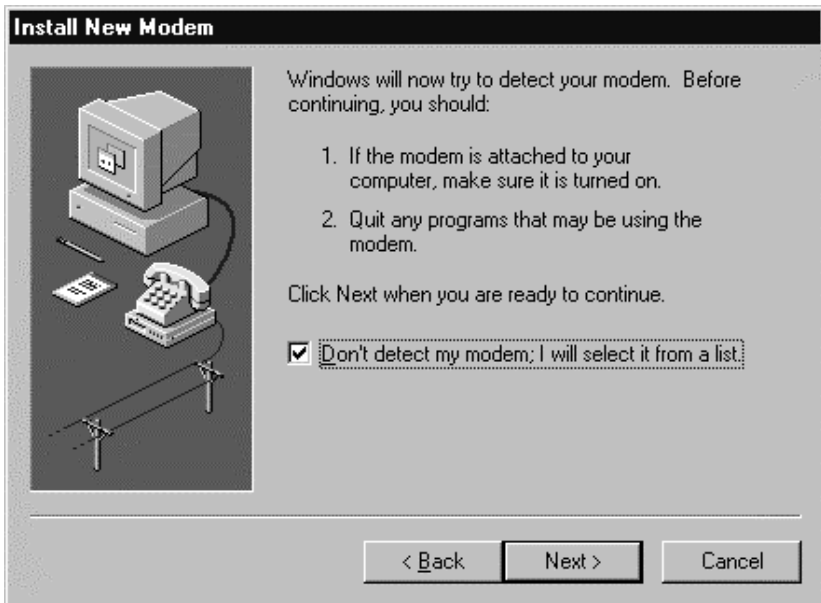 Install New Modem
Windows will now try to detect your modem. Before
continuing, you should:
1. If the modem is attached to your
computer, make sure it is turned on.
2. Quit any programs that may be using the
modem.
Click Next when you are ready to continue.
Don't detect my modem; I will select it from a list.
< Back
Next >
Cancel